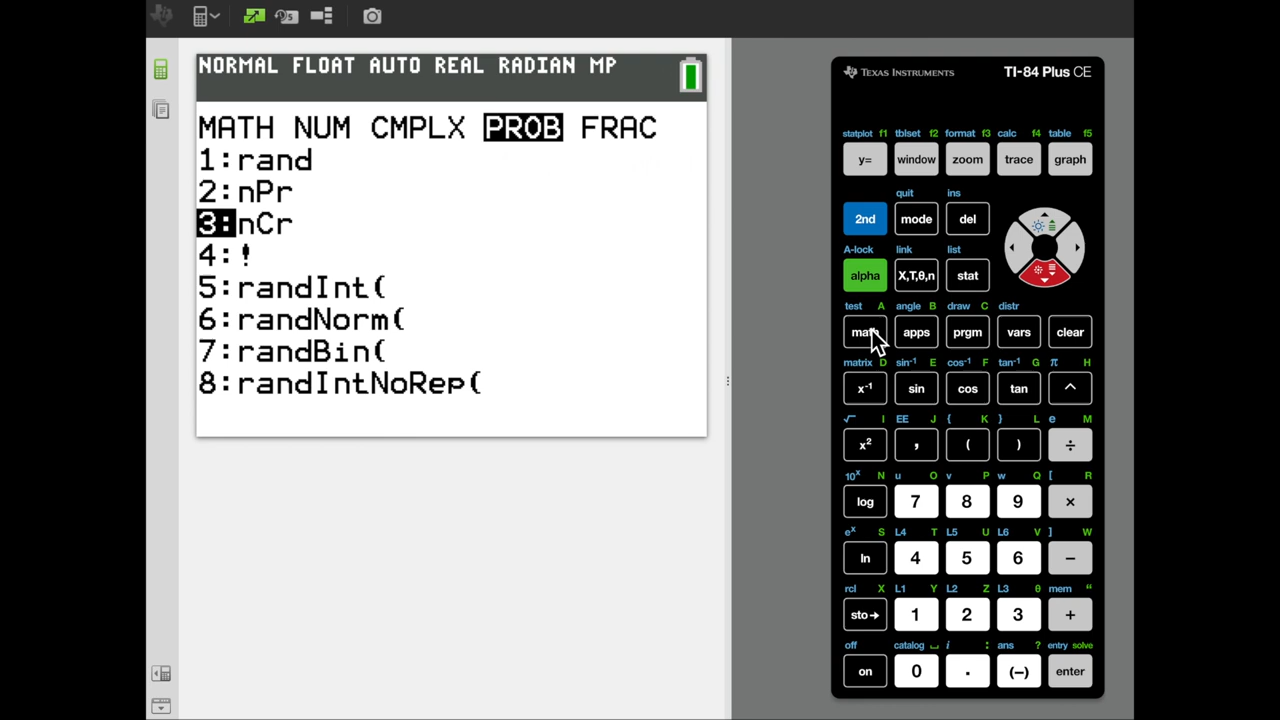 NORMAL FLOAT AUTO REAL RADIAN MP
MATH NUM CMPLX PROB FRAC
1:rand
2:nPr
3:nCr
4:!
5:randInt(
6:randNorm(
7:randBin(
8:randIntNoRep(
TEXAS INSTRUMENTS TI-84 Plus CE
statplot f1 tblset f2 format f3 calc f4 table f5
y= window zoom trace graph
quit ins
2nd mode del
A-lock link list
alpha X,T,θ,n stat
test A angle B draw C distr
math apps prgm vars clear
matrix D sin⁻¹ E cos⁻¹ F tan⁻¹ G π H
x⁻¹ sin cos tan ^
√ I EE J { K } L e M
x² , ( ) ÷
10ˣ N u O v P w Q [ R
log 7 8 9 ×
eˣ S L4 T L5 U L6 V ] W
ln 4 5 6 −
rcl X L1 Y L2 Z L3 θ mem “
sto→ 1 2 3 +
off catalog ⎵ i : ans ? entry solve
on 0 . (−) enter